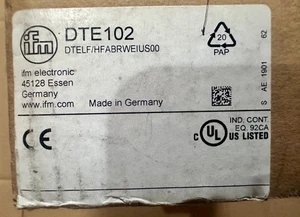 ifm
DTE102
DTELF/HFABRWEIUS00
ifm electronic
45128 Essen
Germany
www.ifm.com
Made in Germany
20
PAP
S AE 1901 62
CE
C UL US LISTED
IND. CONT.
EQ. 92CA